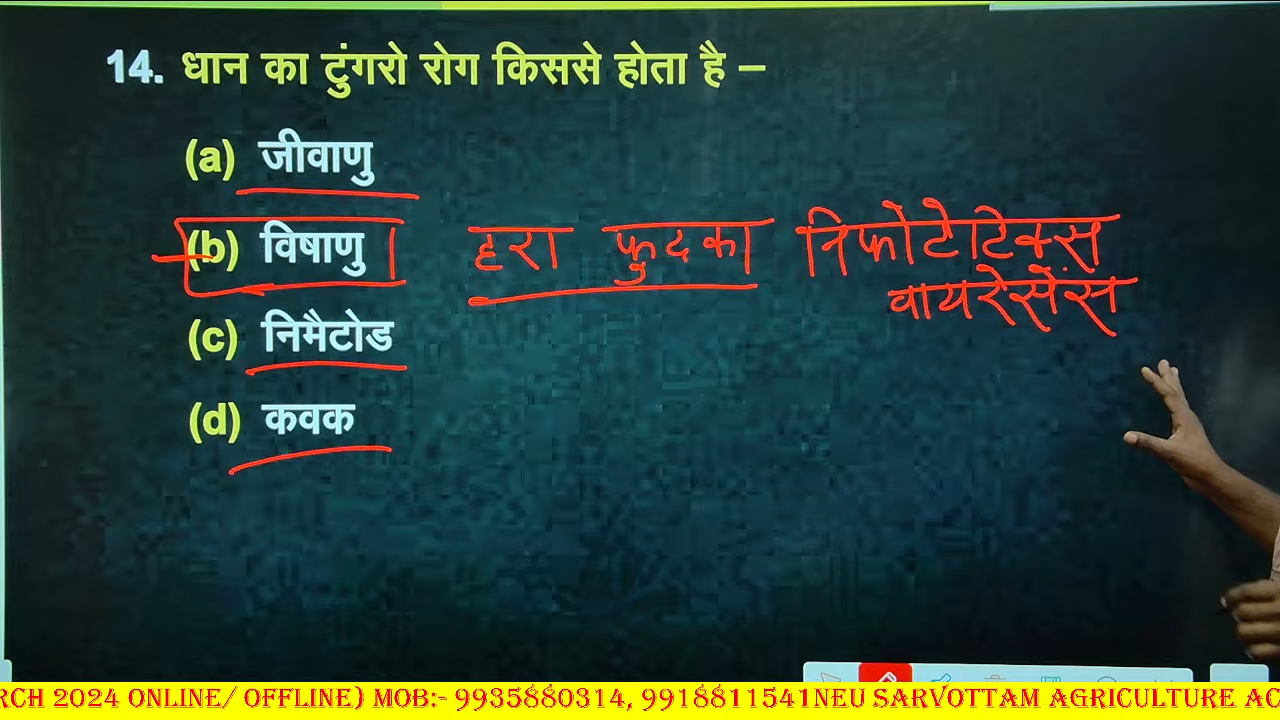 14. धान का टुंगरो रोग किससे होता है –
(a) जीवाणु
(b) विषाणु हरा फुदका निफोटेटिक्स
वायरेसेंस
(c) निमैटोड
(d) कवक
RCH 2024 ONLINE/ OFFLINE) MOB:- 9935880314, 9918811541NEU SARVOTTAM AGRICULTURE AC